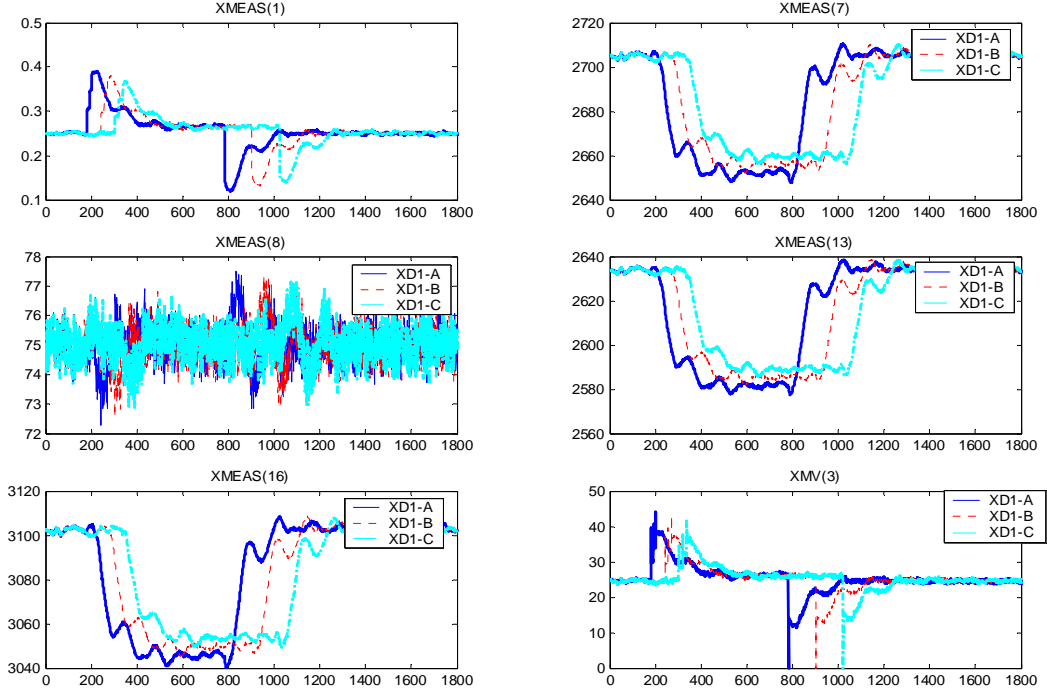 XMEAS(1)
0.5
0.4
0.3
0.2
0.1
0 200 400 600 800 1000 1200 1400 1600 1800
XMEAS(7)
2720
2700
2680
2660
2640
XD1-A
XD1-B
XD1-C
0 200 400 600 800 1000 1200 1400 1600 1800
XMEAS(8)
78
77
76
75
74
73
72
XD1-A
XD1-B
XD1-C
0 200 400 600 800 1000 1200 1400 1600 1800
XMEAS(13)
2640
2620
2600
2580
2560
XD1-A
XD1-B
XD1-C
0 200 400 600 800 1000 1200 1400 1600 1800
XMEAS(16)
3120
3100
3080
3060
3040
XD1-A
XD1-B
XD1-C
0 200 400 600 800 1000 1200 1400 1600 1800
XMV(3)
50
40
30
20
10
0
XD1-A
XD1-B
XD1-C
0 200 400 600 800 1000 1200 1400 1600 1800